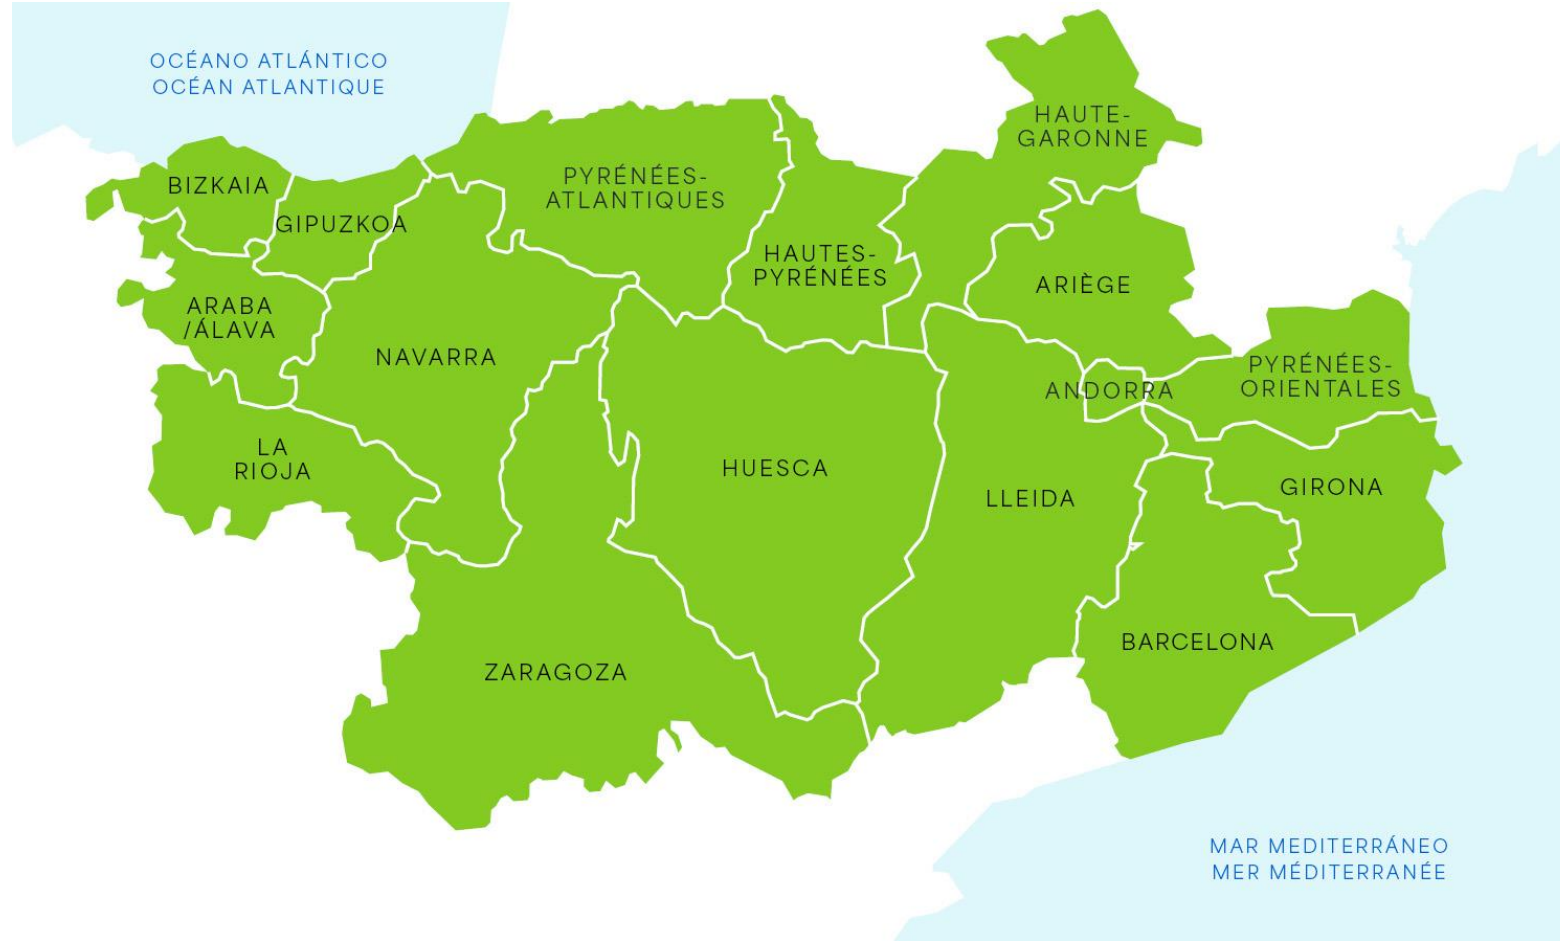 OCÉANO ATLÁNTICO
OCÉAN ATLANTIQUE
HAUTE-
GARONNE
BIZKAIA
PYRÉNÉES-
ATLANTIQUES
GIPUZKOA
HAUTES-
PYRÉNÉES
ARIÈGE
ARABA
/ÁLAVA
NAVARRA
PYRÉNÉES-
ORIENTALES
ANDORRA
LA
RIOJA
HUESCA
LLEIDA
GIRONA
BARCELONA
ZARAGOZA
MAR MEDITERRÁNEO
MER MÉDITERRANÉE